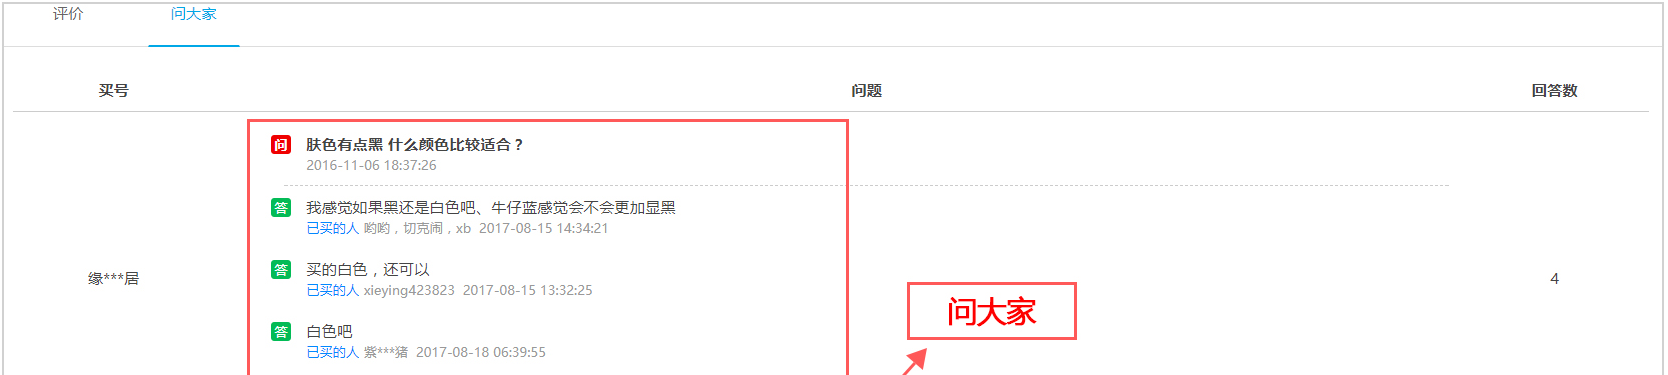 评价 问大家
买号 问题 回答数
问 肤色有点黑 什么颜色比较适合？
2016-11-06 18:37:26
答 我感觉如果黑还是白色吧、牛仔蓝感觉会不会更加显黑
已买的人 哟哟，切克闹，xb 2017-08-15 14:34:21
答 买的白色，还可以
已买的人 xieying423823 2017-08-15 13:32:25
缘***居 4
问大家
答 白色吧
已买的人 紫***猪 2017-08-18 06:39:55